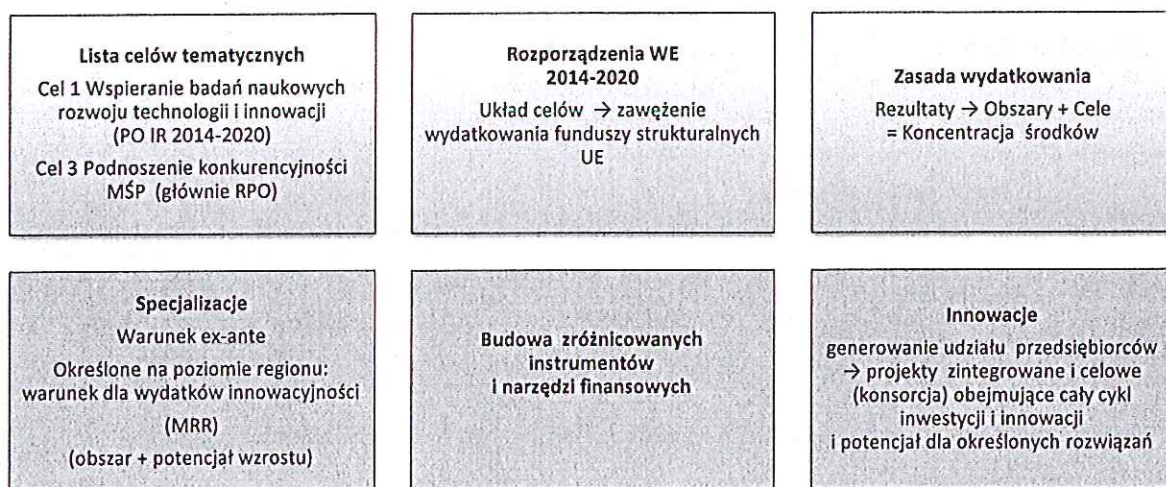 Lista celów tematycznych
Cel 1 Wspieranie badań naukowych
rozwoju technologii i innowacji
(PO IR 2014-2020)
Cel 3 Podnoszenie konkurencyjności
MŚP (głównie RPO)
Rozporządzenia WE
2014-2020
Układ celów → zawężenie
wydatkowania funduszy strukturalnych
UE
Zasada wydatkowania
Rezultaty → Obszary + Cele
= Koncentracja środków
Specjalizacje
Warunek ex-ante
Określone na poziomie regionu:
warunek dla wydatków innowacyjności
(MRR)
(obszar + potencjał wzrostu)
Budowa zróżnicowanych
instrumentów
i narzędzi finansowych
Innowacje
generowanie udziału przedsiębiorców
→ projekty zintegrowane i celowe
(konsorcja) obejmujące cały cykl
inwestycji i innowacji
i potencjał dla określonych rozwiązań